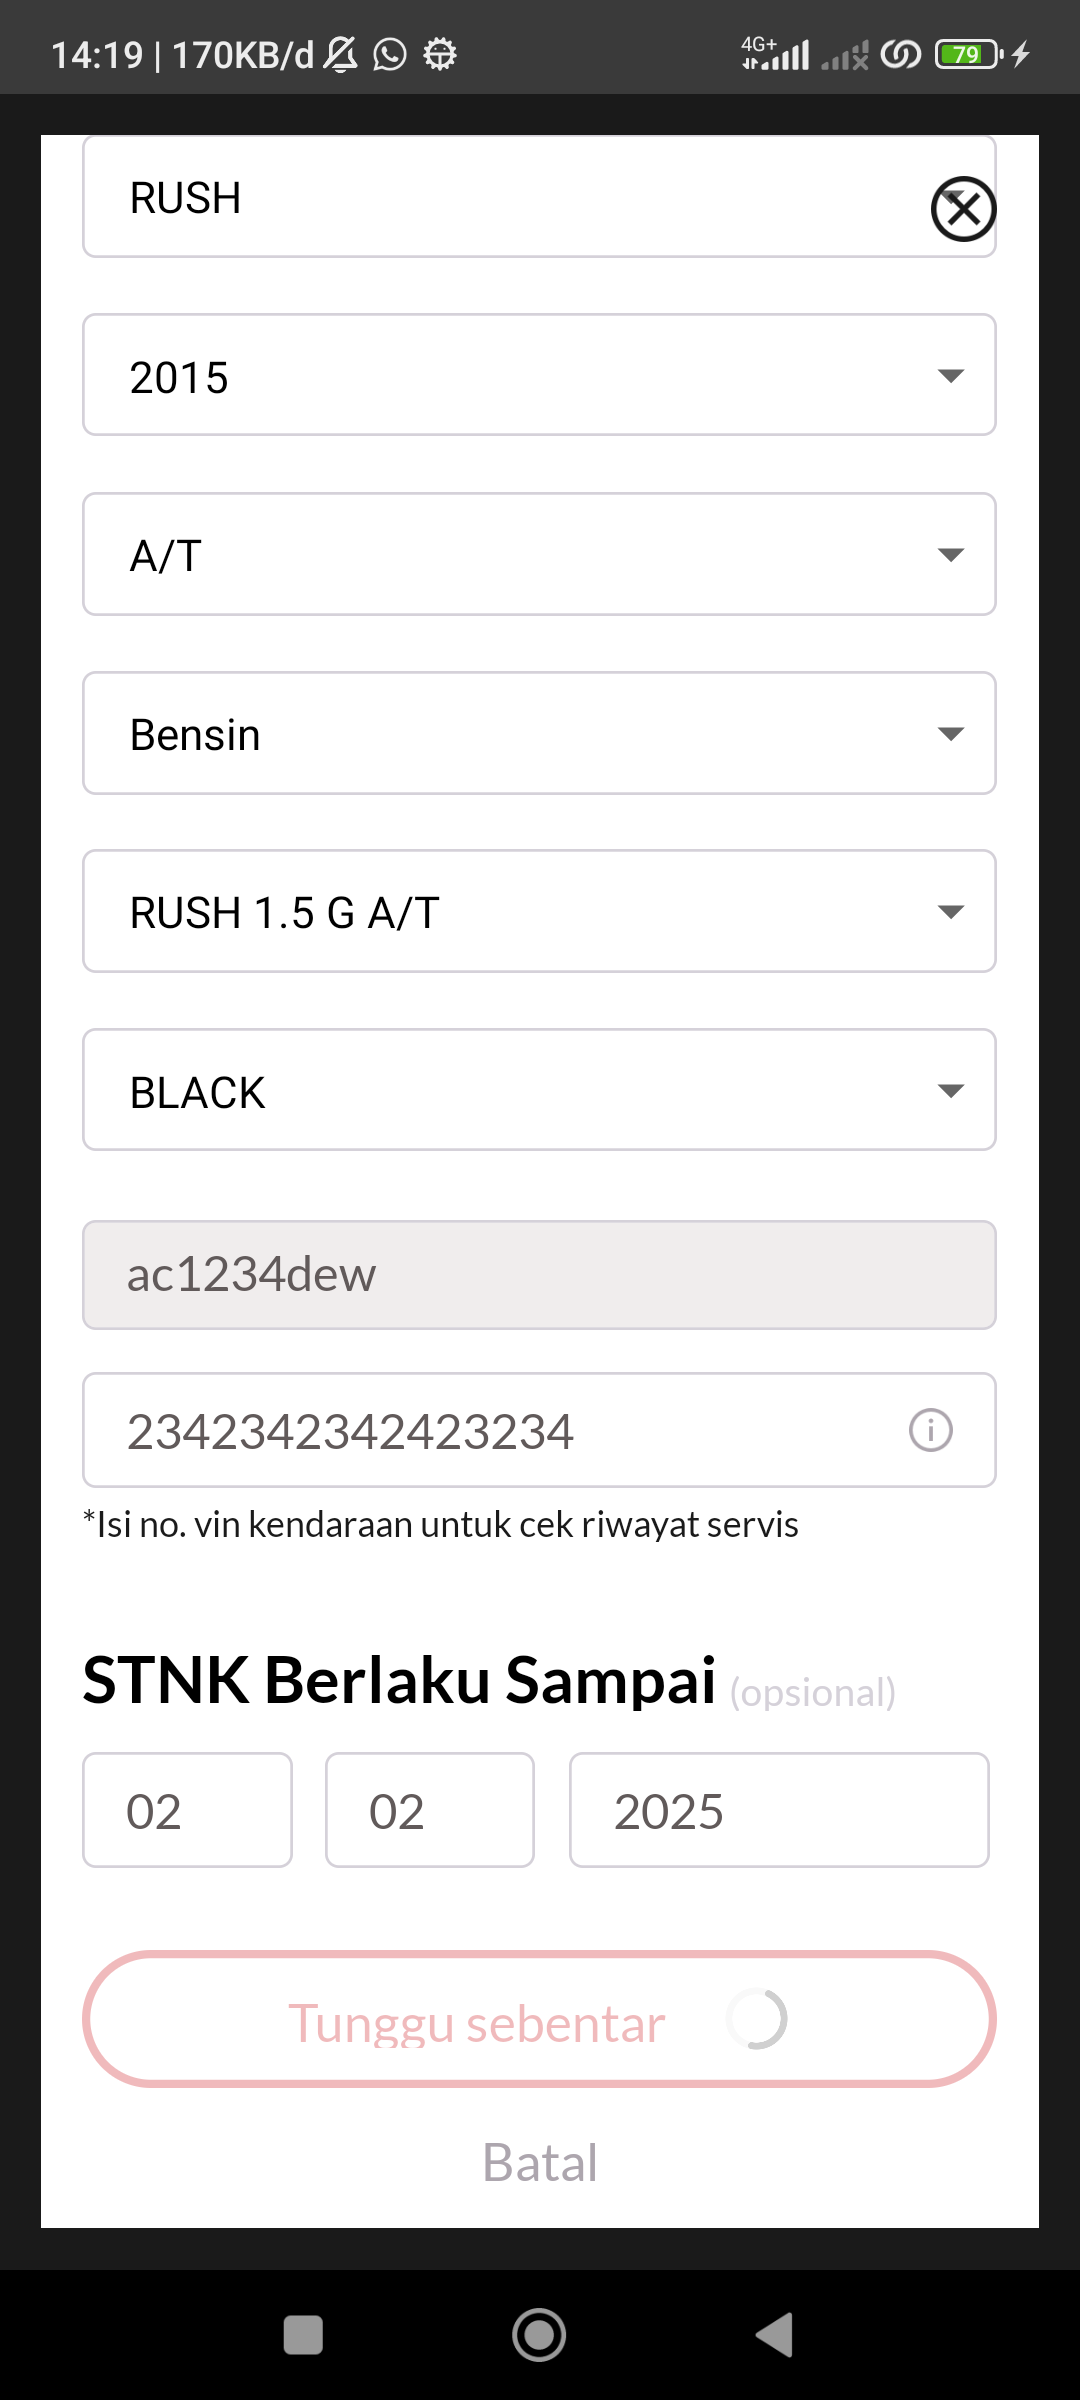 14:19 | 170KB/d
4G+
79
RUSH
2015
A/T
Bensin
RUSH 1.5 G A/T
BLACK
ac1234dew
2342342342423234
*Isi no. vin kendaraan untuk cek riwayat servis
STNK Berlaku Sampai (opsional)
02 02 2025
Tunggu sebentar
Batal